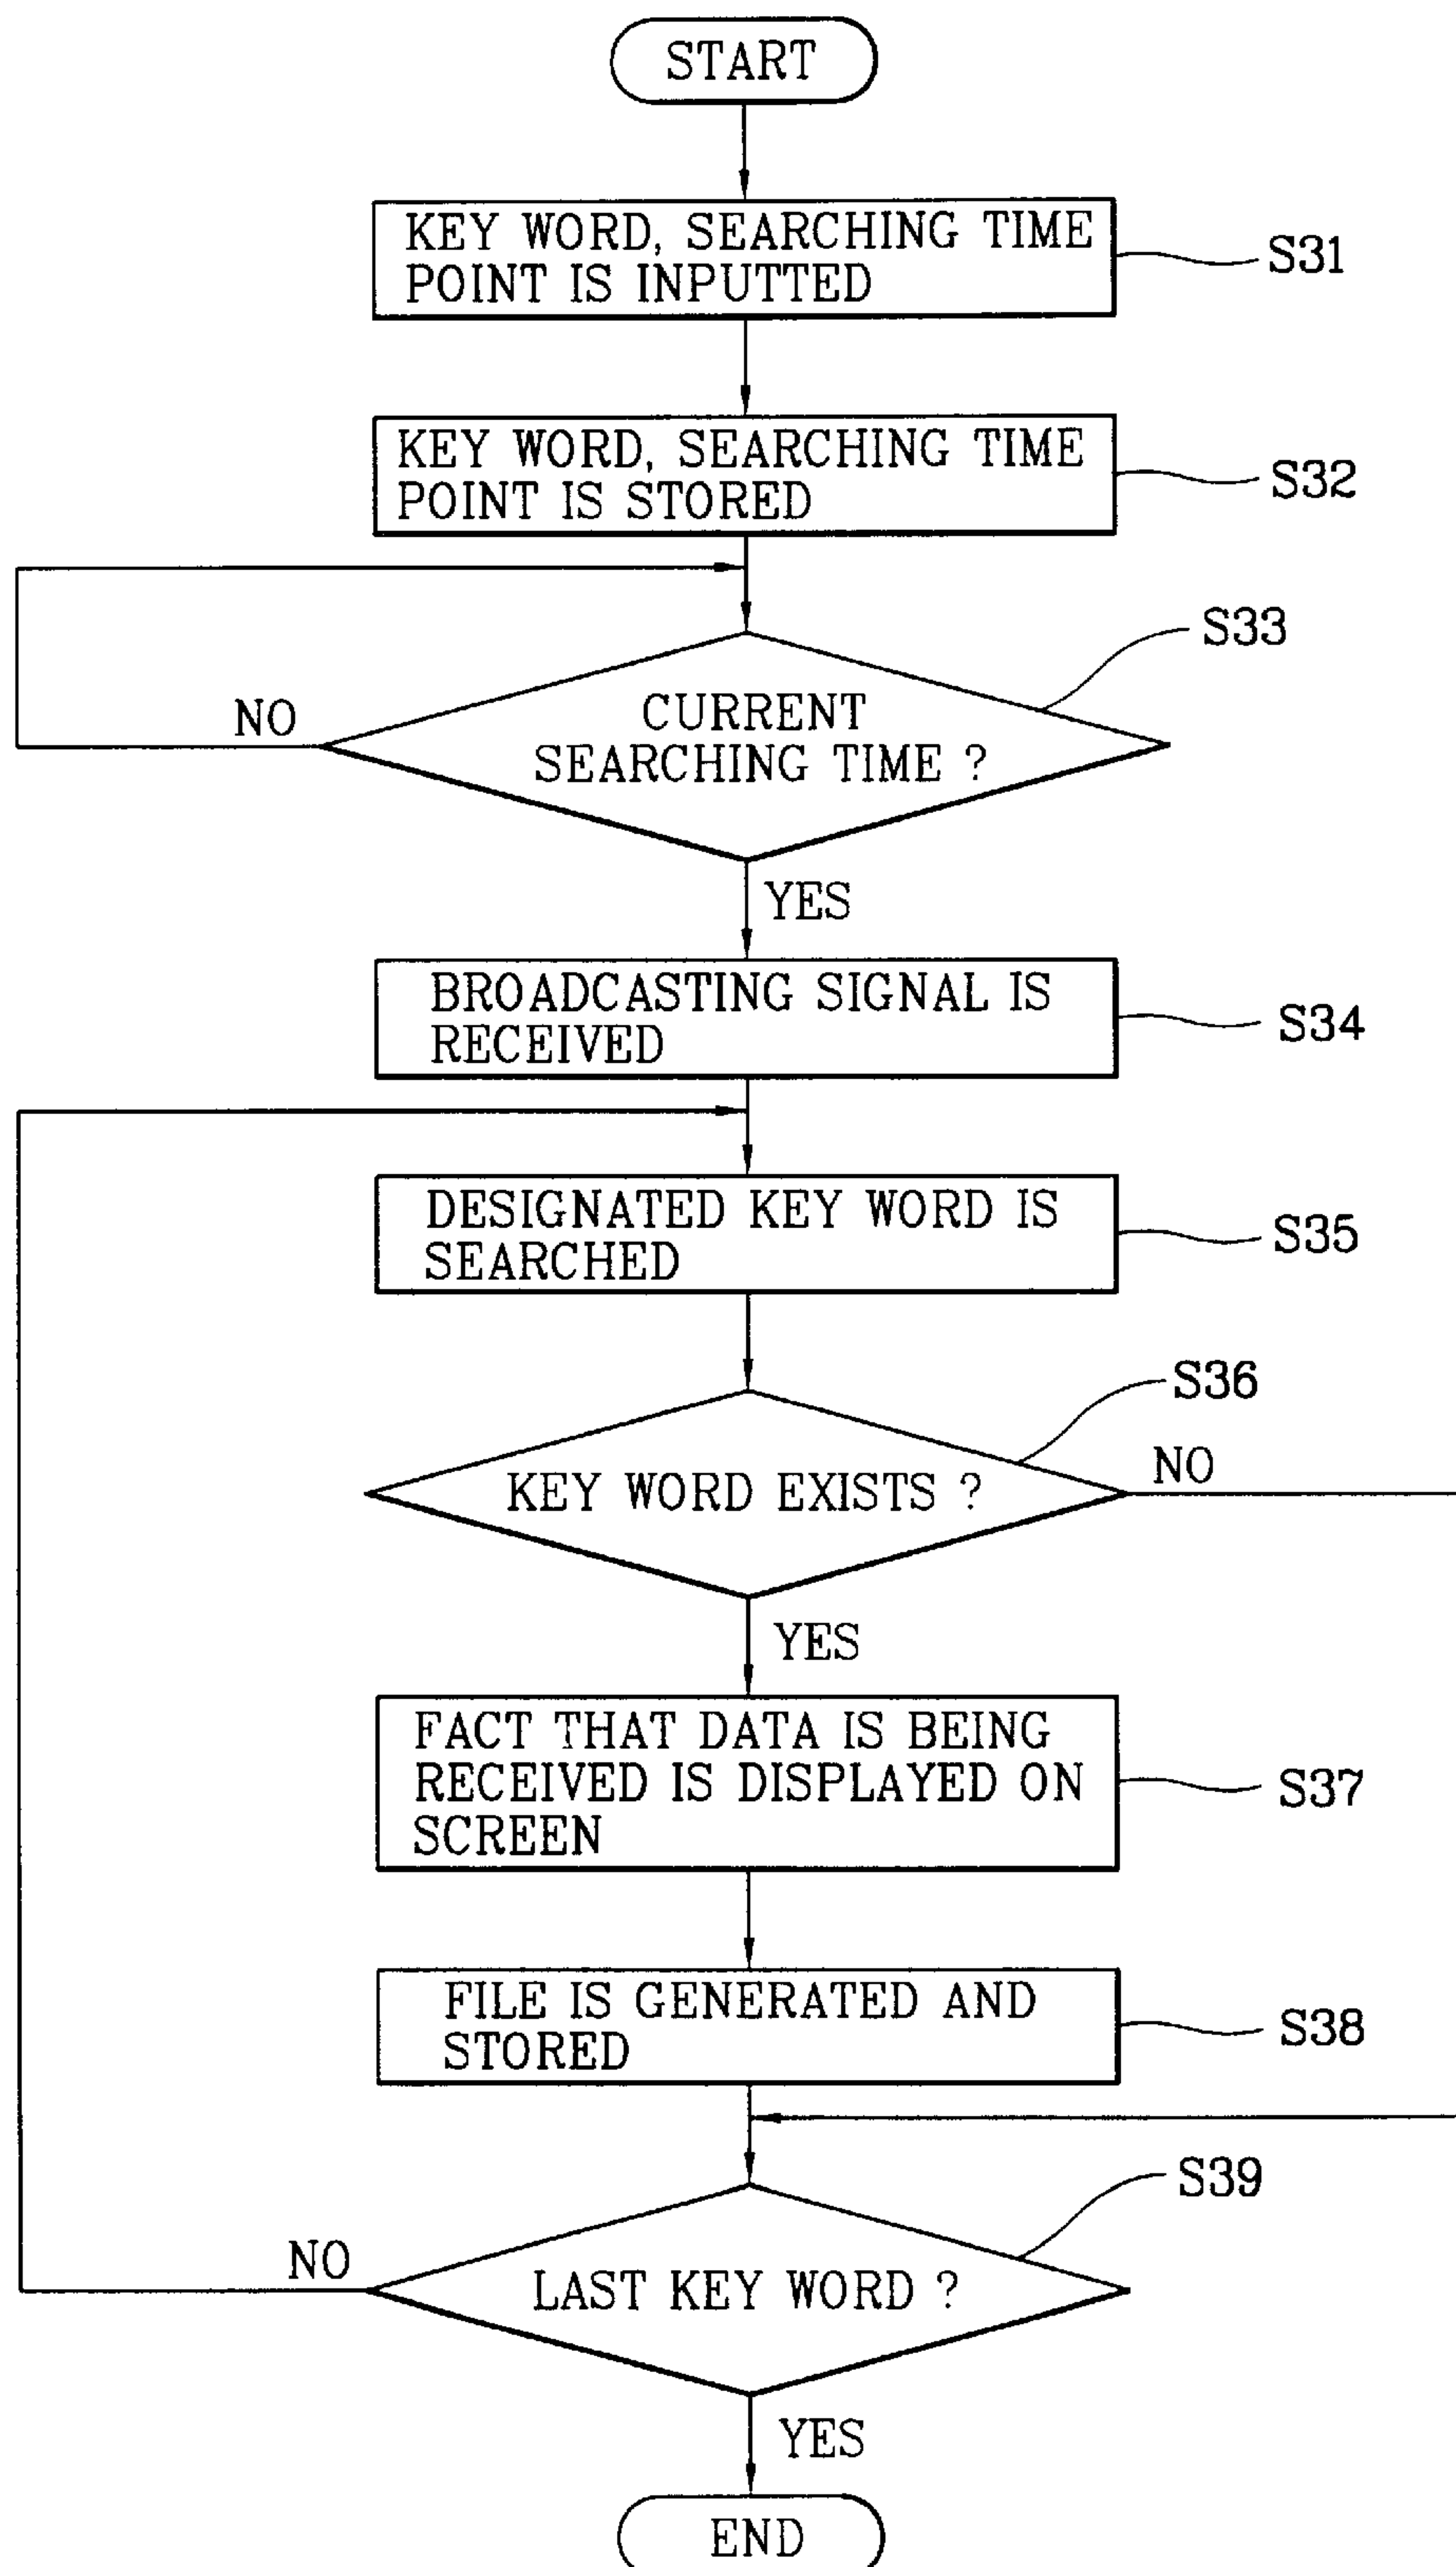 START
KEY WORD, SEARCHING TIME
POINT IS INPUTTED
S31
KEY WORD, SEARCHING TIME
POINT IS STORED
S32
S33
NO
CURRENT
SEARCHING TIME ?
YES
BROADCASTING SIGNAL IS
RECEIVED
S34
DESIGNATED KEY WORD IS
SEARCHED
S35
S36
KEY WORD EXISTS ?
NO
YES
FACT THAT DATA IS BEING
RECEIVED IS DISPLAYED ON
SCREEN
S37
FILE IS GENERATED AND
STORED
S38
S39
NO
LAST KEY WORD ?
YES
END